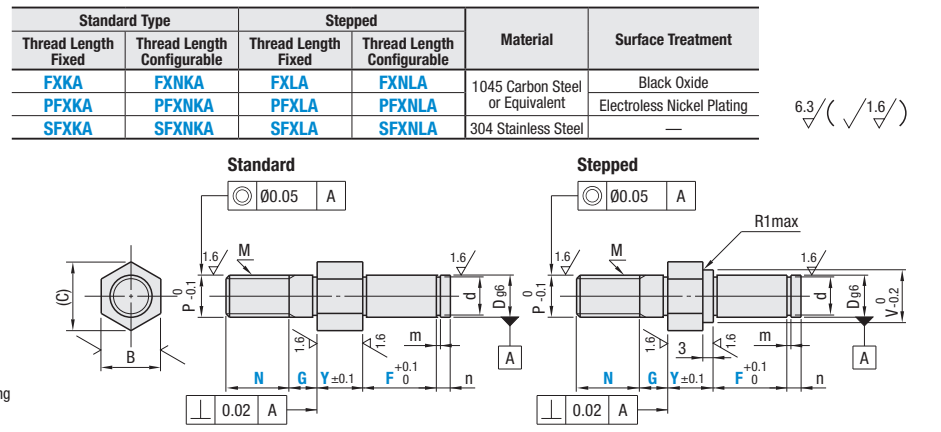 Standard Type Stepped Material Surface Treatment
Thread Length Fixed Thread Length Configurable Thread Length Fixed Thread Length Configurable
FXKA FXNKA FXLA FXNLA 1045 Carbon Steel or Equivalent Black Oxide
PFXKA PFXNKA PFXLA PFXNLA Electroless Nickel Plating
SFXKA SFXNKA SFXLA SFXNLA 304 Stainless Steel —
6.3 ( 1.6 )
Standard
Ø0.05 A
1.6 M 1.6
(C)
B
P 0 -0.1
d
D g6
1.6 1.6
m
A
N G Y ±0.1 F +0.1 0 n
⊥ 0.02 A
Stepped
Ø0.05 A
R1max
1.6 M 1.6
P 0 -0.1
d
D g6
V 0 -0.2
1.6 3 1.6
m
A
N G Y ±0.1 F +0.1 0 n
⊥ 0.02 A